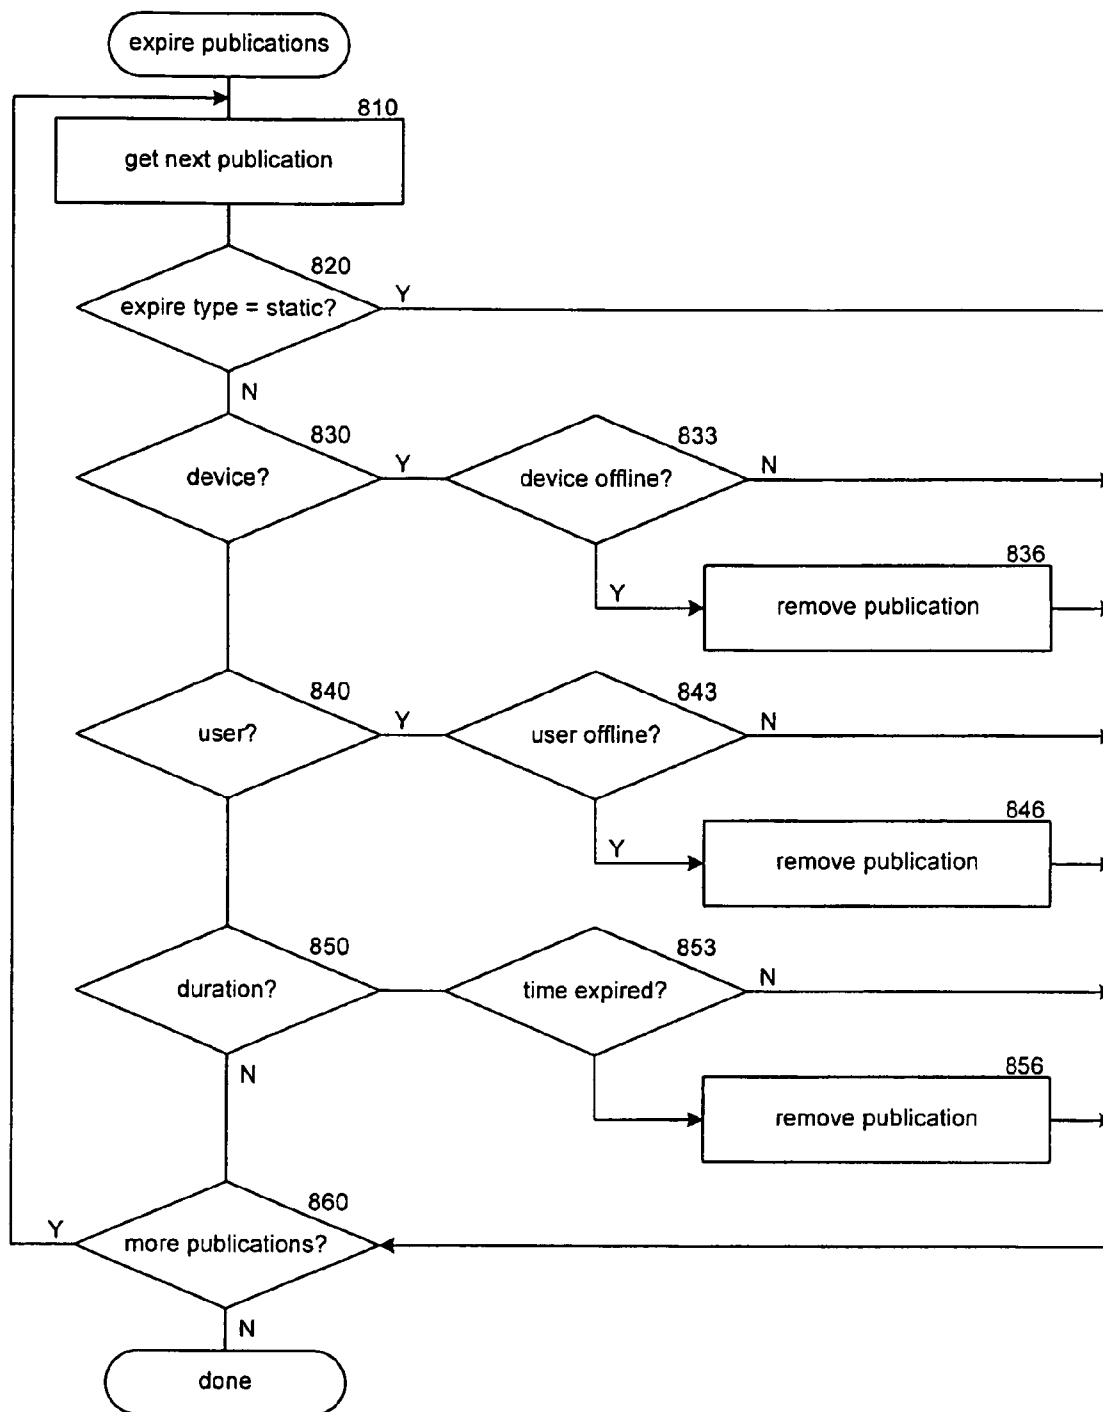 expire publications
810
get next publication
820
expire type = static?
Y
N
830
device?
Y
833
device offline?
N
836
Y
remove publication
840
user?
Y
843
user offline?
N
846
Y
remove publication
850
duration?
853
time expired?
N
N
856
remove publication
860
Y
more publications?
N
done